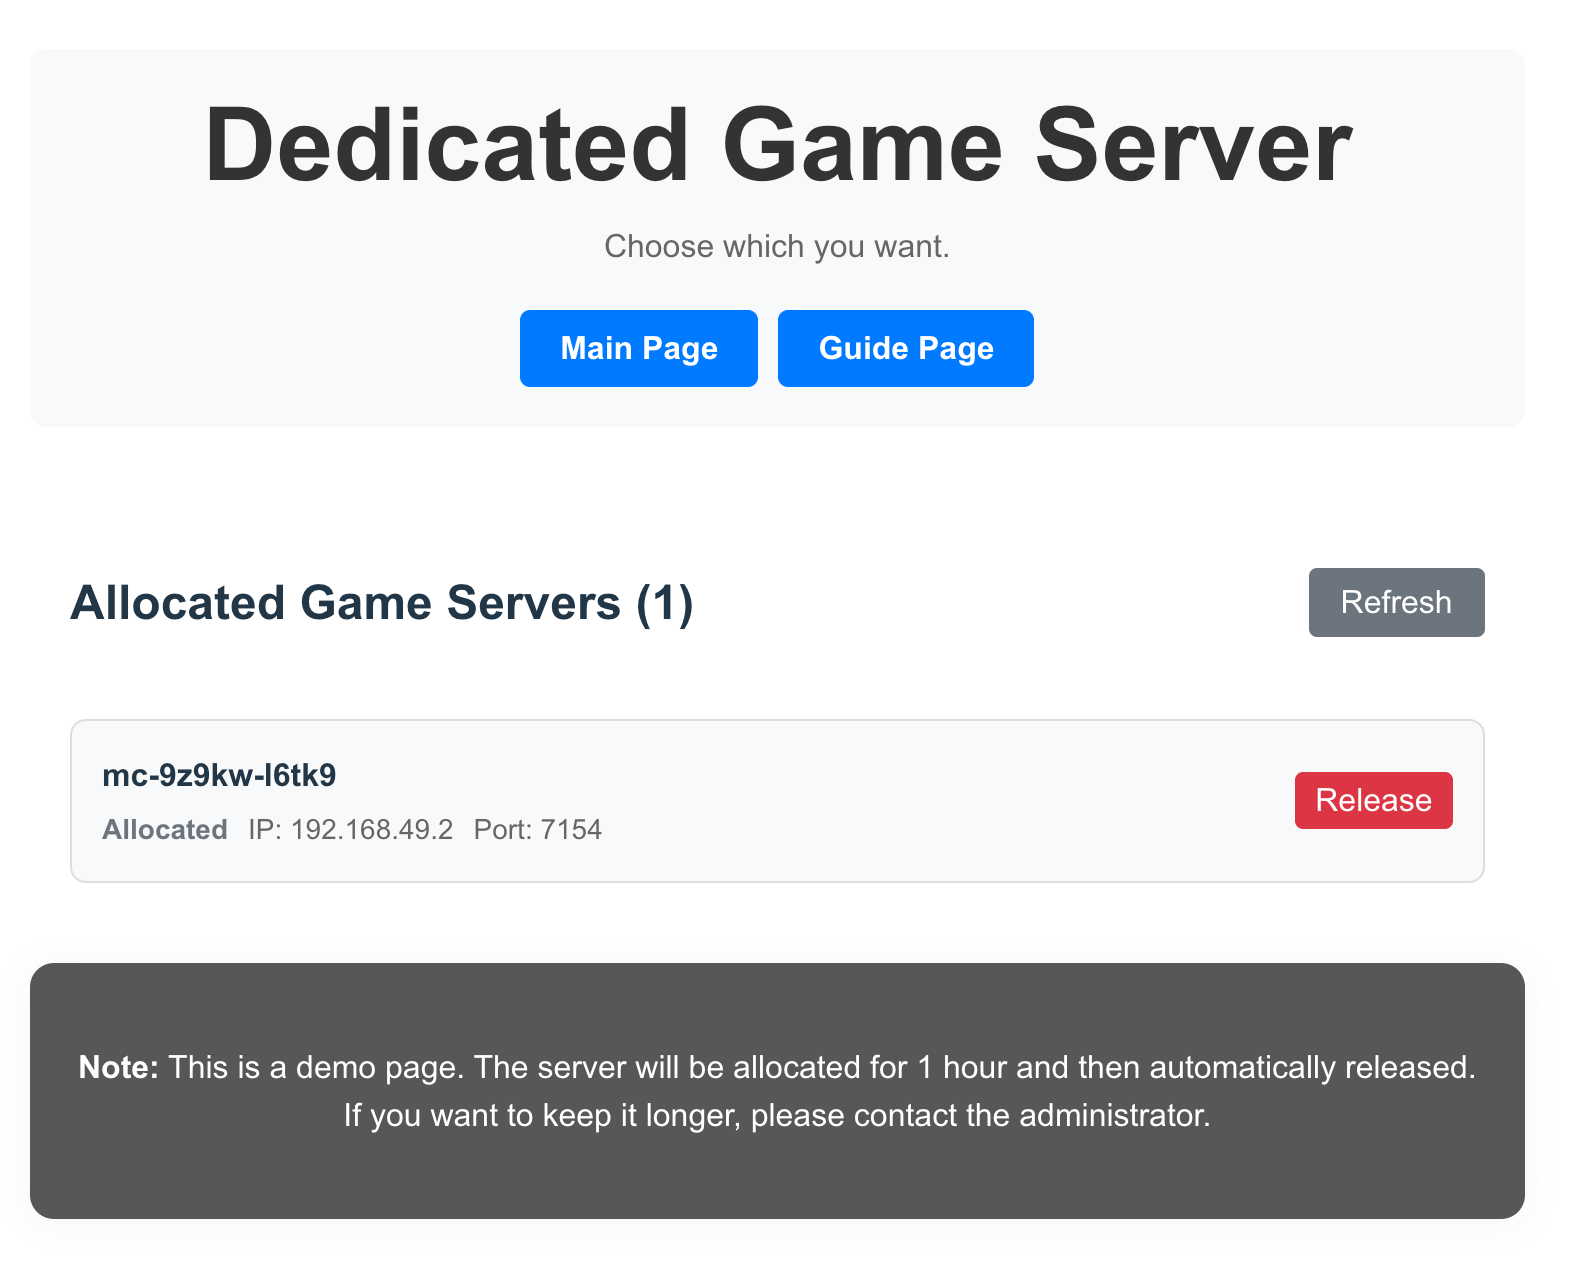 Dedicated Game Server
Choose which you want.
Main Page
Guide Page
Allocated Game Servers (1)
Refresh
mc-9z9kw-l6tk9
Allocated IP: 192.168.49.2 Port: 7154
Release
Note: This is a demo page. The server will be allocated for 1 hour and then automatically released.
If you want to keep it longer, please contact the administrator.